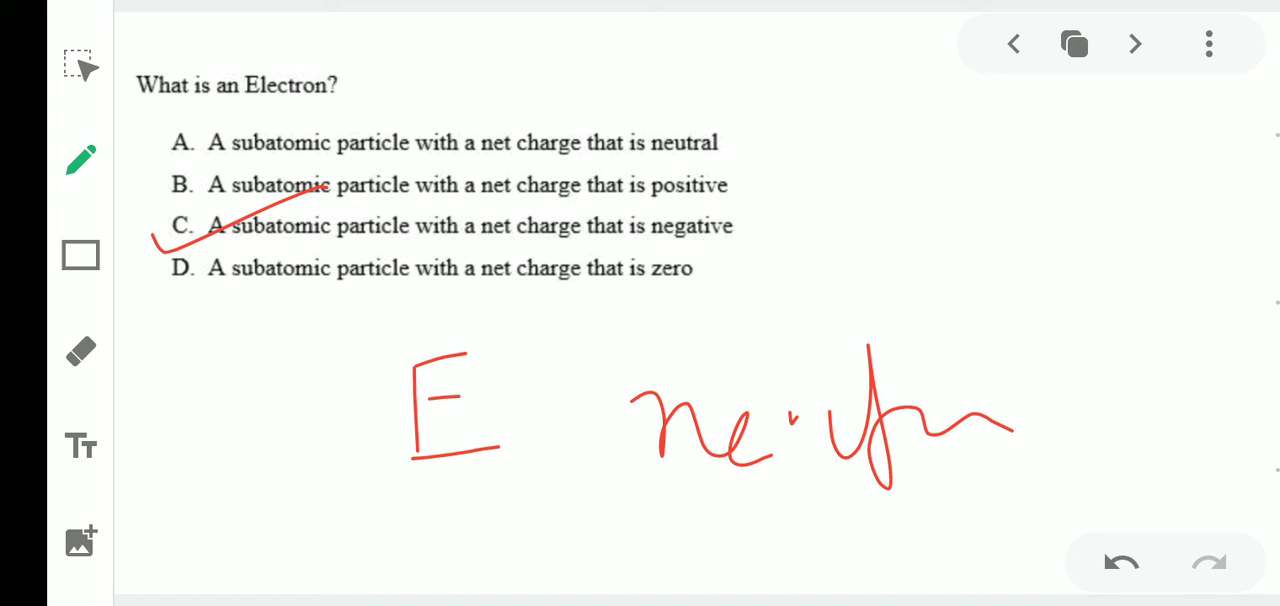 What is an Electron?
A. A subatomic particle with a net charge that is neutral
B. A subatomic particle with a net charge that is positive
C. A subatomic particle with a net charge that is negative
D. A subatomic particle with a net charge that is zero
E
TT